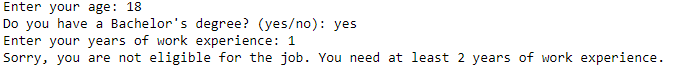 Enter your age: 18
Do you have a Bachelor's degree? (yes/no): yes
Enter your years of work experience: 1
Sorry, you are not eligible for the job. You need at least 2 years of work experience.